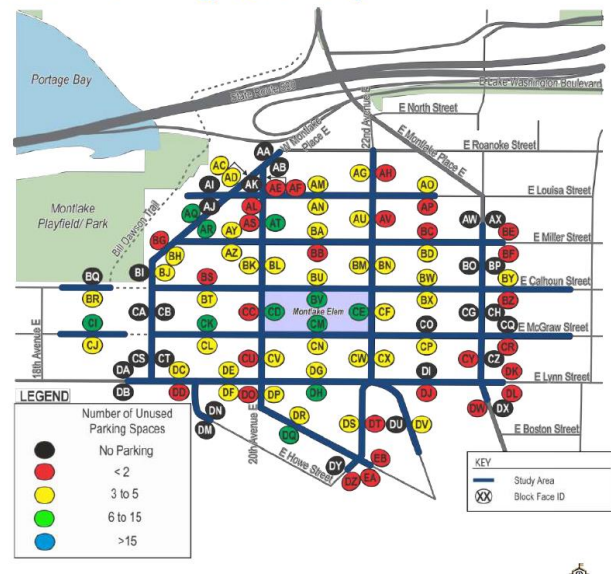 Portage Bay
State Route 520
E Lake Washington Boulevard
E North Street
W Montlake
Place E
22nd Avenue E
E Montlake Place E
E Roanoke Street
AA
AC
AD
AB
AG
AH
AI
AK
AE
AF
AM
AO
E Louisa Street
AJ
AL
AN
AP
AQ
AR
AS
AT
AU
AV
AW
AX
Montlake
Playfield/ Park
Bill Dawson Trail
BG
AY
BA
BC
BE
E Miller Street
BH
AZ
BB
BD
BF
BQ
BI
BJ
BS
BK
BL
BU
BM
BN
BW
BO
BP
BY
E Calhoun Street
BR
BT
BV
BX
BZ
CA
CB
CC
CD
Montlake Elem
CE
CF
CG
CH
CI
CK
CM
CO
CQ
E McGraw Street
CJ
CL
CN
CP
CR
18th Avenue E
CS
CT
CU
CV
CW
CX
CY
CZ
DA
DC
DE
DG
DI
DK
E Lynn Street
DB
DD
DF
DO
DP
DH
DJ
DL
DN
DM
DR
DQ
DS
DT
DU
DV
DW
DX
E Boston Street
20th Avenue E
E Howe Street
DY
EB
DZ
EA
LEGEND
Number of Unused
Parking Spaces
No Parking
< 2
3 to 5
6 to 15
>15
KEY
Study Area
XX Block Face ID